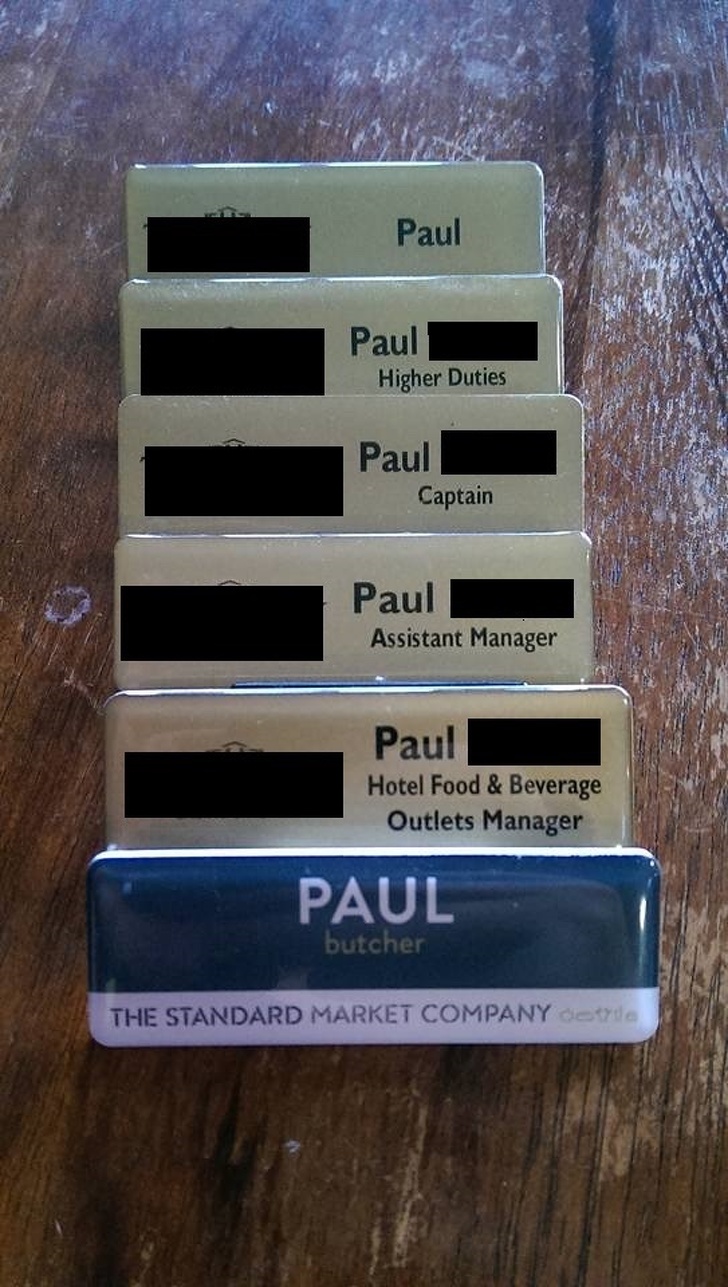 Paul
Paul
Higher Duties
Paul
Captain
Paul
Assistant Manager
Paul
Hotel Food & Beverage
Outlets Manager
PAUL
butcher
THE STANDARD MARKET COMPANY